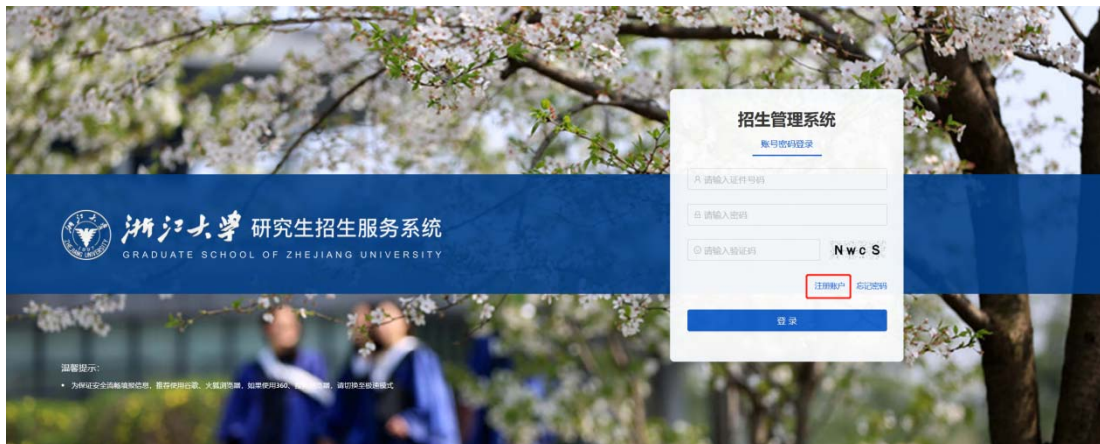 浙江大学 研究生招生服务系统
GRADUATE SCHOOL OF ZHEJIANG UNIVERSITY
招生管理系统
账号密码登录
请输入证件号码
请输入密码
请输入验证码
NwcS
注册账户 忘记密码
登 录
温馨提示:
为保证安全流畅填报信息,推荐使用谷歌、火狐浏览器,如果使用360、浏览器,请切换至极速模式